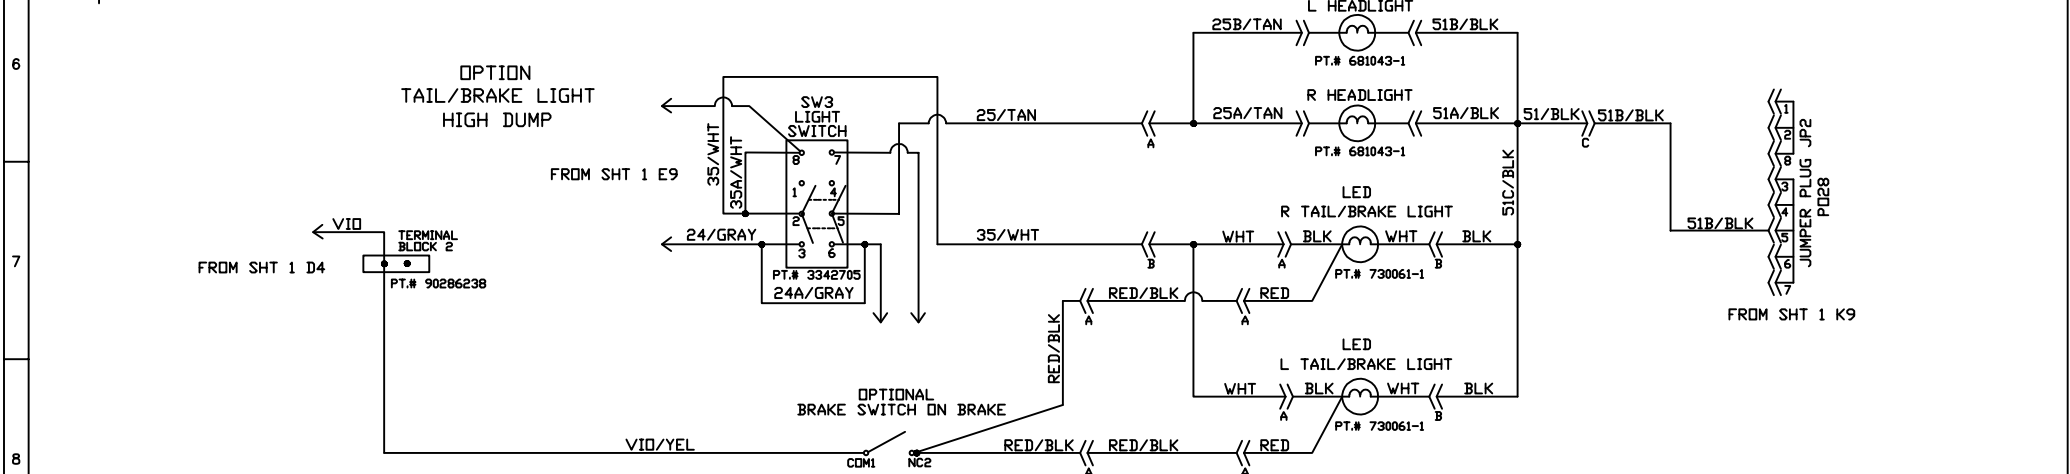 6
7
8
OPTION
TAIL/BRAKE LIGHT
HIGH DUMP
FROM SHT 1 E9
VIO
TERMINAL
BLOCK 2
FROM SHT 1 D4
PT.# 90286238
35/WHT
35A/WHT
SW3
LIGHT
SWITCH
8
7
1
4
2
5
3
6
24/GRAY
PT.# 3342705
24A/GRAY
OPTIONAL
BRAKE SWITCH ON BRAKE
VIO/YEL
COM1
NC2
25/TAN
A
35/WHT
B
RED/BLK
RED/BLK
A
RED/BLK
A
RED/BLK
L HEADLIGHT
25B/TAN
51B/BLK
PT.# 681043-1
R HEADLIGHT
25A/TAN
51A/BLK
PT.# 681043-1
51/BLK
C
51B/BLK
51C/BLK
LED
R TAIL/BRAKE LIGHT
WHT
A
BLK
WHT
B
BLK
PT.# 730061-1
A
RED
LED
L TAIL/BRAKE LIGHT
WHT
A
BLK
WHT
B
BLK
PT.# 730061-1
A
RED
51B/BLK
1
2
8
3
4
5
6
7
JUMPER PLUG JP2
PO28
FROM SHT 1 K9